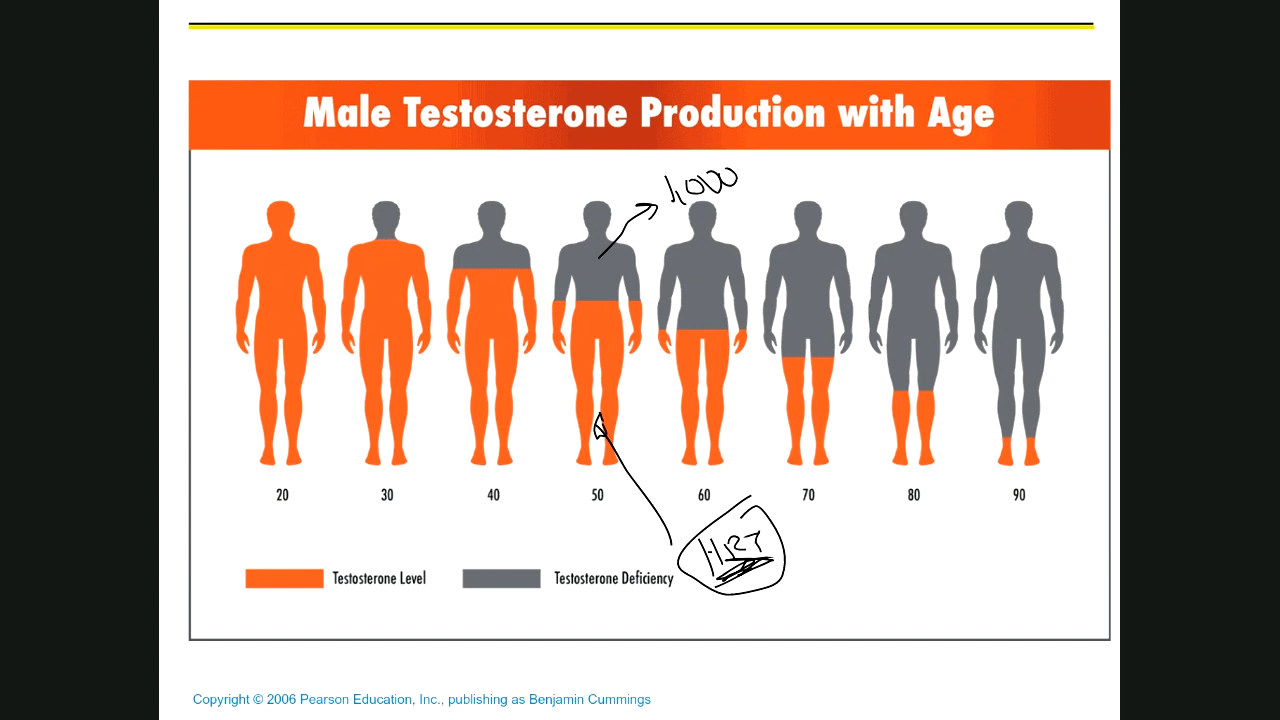 Male Testosterone Production with Age
1,000
20 30 40 50 60 70 80 90
HRT
Testosterone Level Testosterone Deficiency
Copyright © 2006 Pearson Education, Inc., publishing as Benjamin Cummings